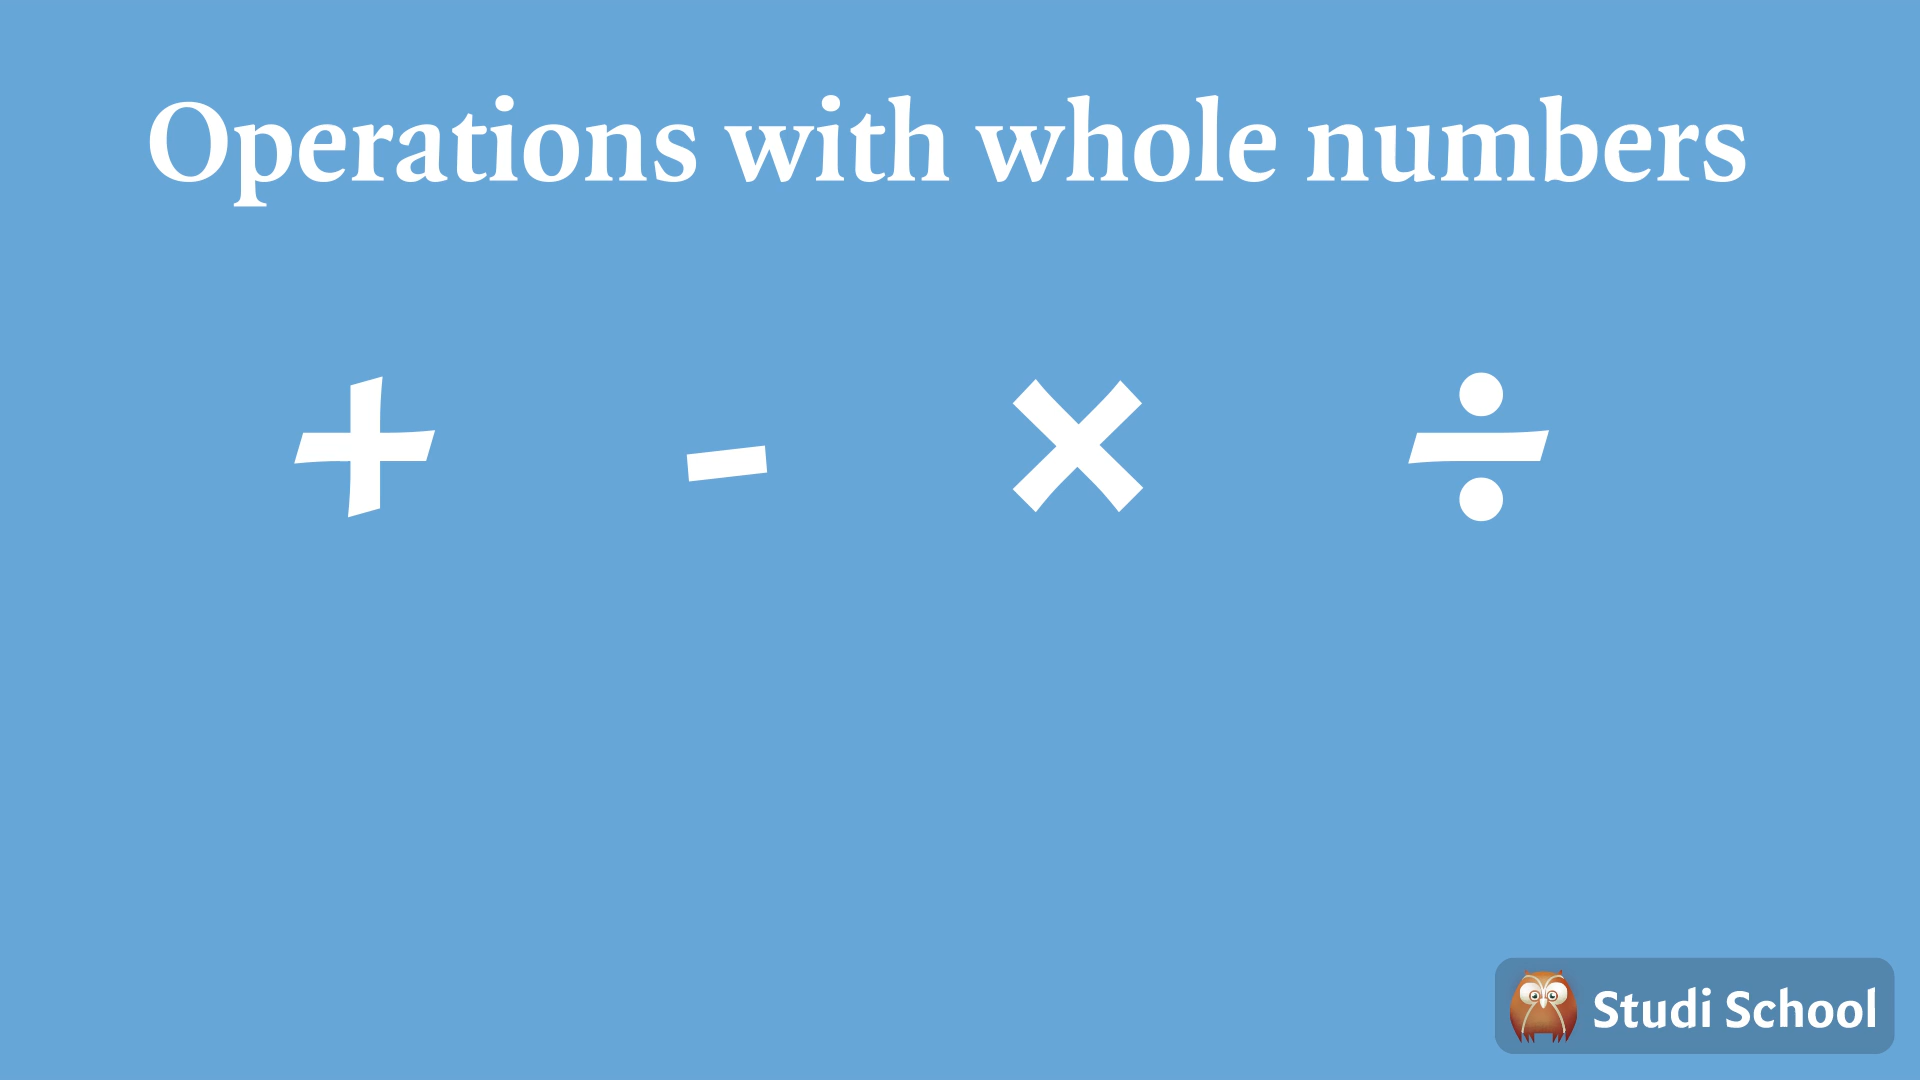 Operations with whole numbers
+ - × ÷
Studi School